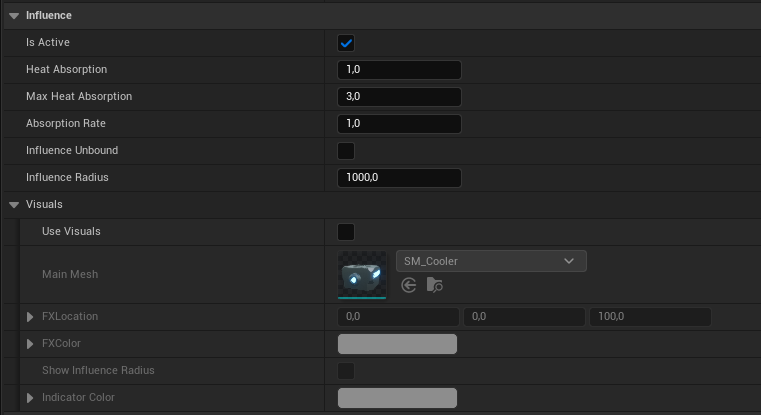 Influence
Is Active
Heat Absorption 1,0
Max Heat Absorption 3,0
Absorption Rate 1,0
Influence Unbound
Influence Radius 1000,0
Visuals
Use Visuals
Main Mesh SM_Cooler
FXLocation 0,0 0,0 100,0
FXColor
Show Influence Radius
Indicator Color